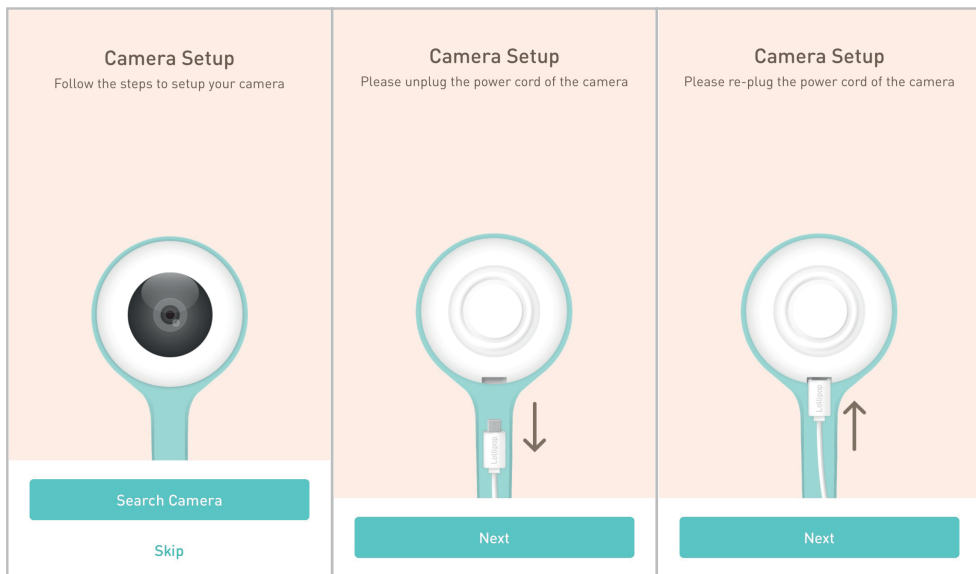 Camera Setup
Follow the steps to setup your camera
Search Camera
Skip
Camera Setup
Please unplug the power cord of the camera
Lollipop
Next
Camera Setup
Please re-plug the power cord of the camera
Lollipop
Next